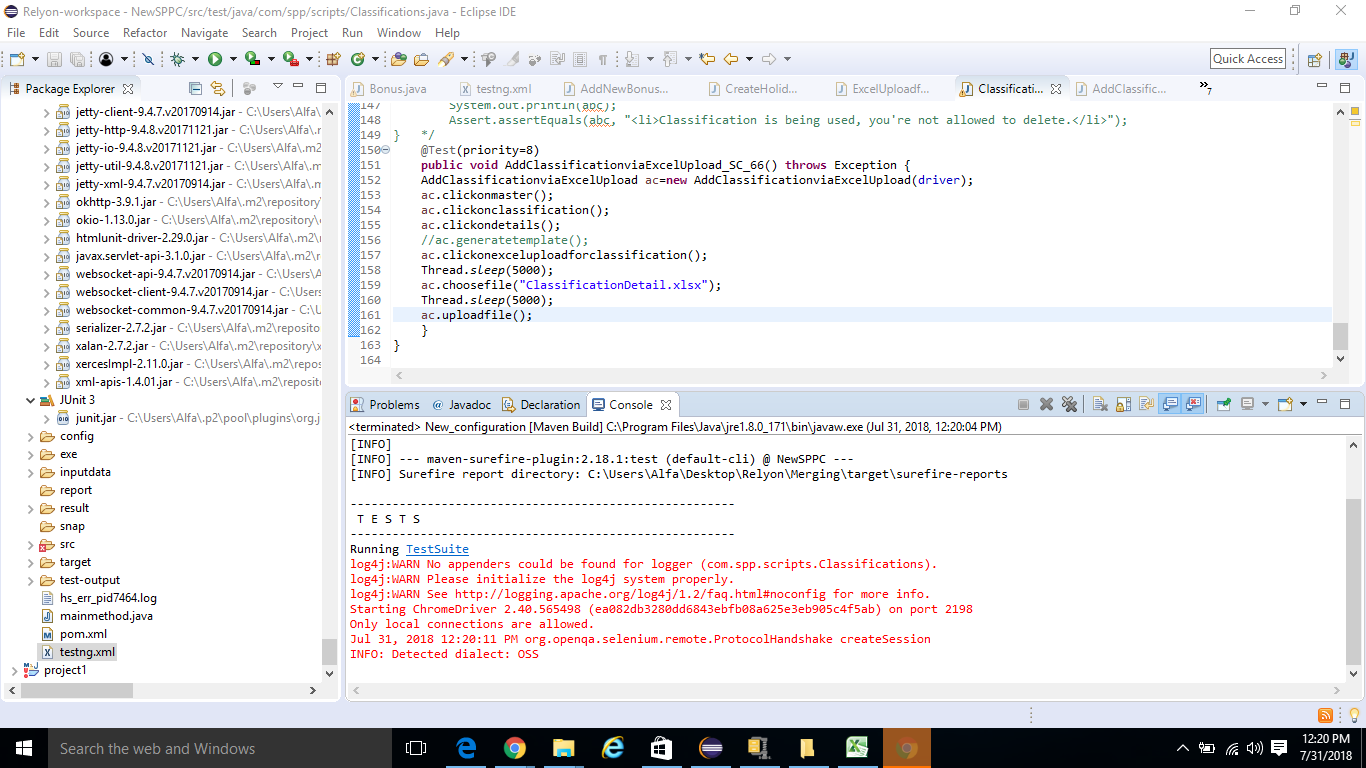 Relyon-workspace - NewSPPC/src/test/java/com/spp/scripts/Classifications.java - Eclipse IDE
File Edit Source Refactor Navigate Search Project Run Window Help
Quick Access
Package Explorer
jetty-client-9.4.7.v20170914.jar - C:\Users\Alfa\.
jetty-http-9.4.8.v20171121.jar - C:\Users\Alfa\.r
jetty-io-9.4.8.v20171121.jar - C:\Users\Alfa\.m2
jetty-util-9.4.8.v20171121.jar - C:\Users\Alfa\.m
jetty-xml-9.4.7.v20170914.jar - C:\Users\Alfa\.n
okhttp-3.9.1.jar - C:\Users\Alfa\.m2\repository\
okio-1.13.0.jar - C:\Users\Alfa\.m2\repository\c
htmlunit-driver-2.29.0.jar - C:\Users\Alfa\.m2\r
javax.servlet-api-3.1.0.jar - C:\Users\Alfa\.m2\r
websocket-api-9.4.7.v20170914.jar - C:\Users\A
websocket-client-9.4.7.v20170914.jar - C:\Users
websocket-common-9.4.7.v20170914.jar - C:\Us
serializer-2.7.2.jar - C:\Users\Alfa\.m2\reposito
xalan-2.7.2.jar - C:\Users\Alfa\.m2\repository\x
xercesImpl-2.11.0.jar - C:\Users\Alfa\.m2\repos
xml-apis-1.4.01.jar - C:\Users\Alfa\.m2\reposito
JUnit 3
junit.jar - C:\Users\Alfa\.p2\pool\plugins\org.j
config
exe
inputdata
report
result
snap
src
target
test-output
hs_err_pid7464.log
mainmethod.java
pom.xml
testng.xml
project1
Bonus.java testng.xml AddNewBonus... CreateHolid... ExcelUploadf... Classificati... AddClassific... »7
147 System.out.println(abc);
148 Assert.assertEquals(abc, "<li>Classification is being used, you're not allowed to delete.</li>");
149 } */
150 @Test(priority=8)
151 public void AddClassificationviaExcelUpload_SC_66() throws Exception {
152 AddClassificationviaExcelUpload ac=new AddClassificationviaExcelUpload(driver);
153 ac.clickonmaster();
154 ac.clickonclassification();
155 ac.clickondetails();
156 //ac.generatetemplate();
157 ac.clickonexceluploadforclassification();
158 Thread.sleep(5000);
159 ac.choosefile("ClassificationDetail.xlsx");
160 Thread.sleep(5000);
161 ac.uploadfile();
162 }
163 }
164
Problems Javadoc Declaration Console
<terminated> New_configuration [Maven Build] C:\Program Files\Java\jre1.8.0_171\bin\javaw.exe (Jul 31, 2018, 12:20:04 PM)
[INFO]
[INFO] --- maven-surefire-plugin:2.18.1:test (default-cli) @ NewSPPC ---
[INFO] Surefire report directory: C:\Users\Alfa\Desktop\Relyon\Merging\target\surefire-reports
-------------------------------------------------------
T E S T S
-------------------------------------------------------
Running TestSuite
log4j:WARN No appenders could be found for logger (com.spp.scripts.Classifications).
log4j:WARN Please initialize the log4j system properly.
log4j:WARN See http://logging.apache.org/log4j/1.2/faq.html#noconfig for more info.
Starting ChromeDriver 2.40.565498 (ea082db3280dd6843ebfb08a625e3eb905c4f5ab) on port 2198
Only local connections are allowed.
Jul 31, 2018 12:20:11 PM org.openqa.selenium.remote.ProtocolHandshake createSession
INFO: Detected dialect: OSS
Search the web and Windows
12:20 PM
7/31/2018